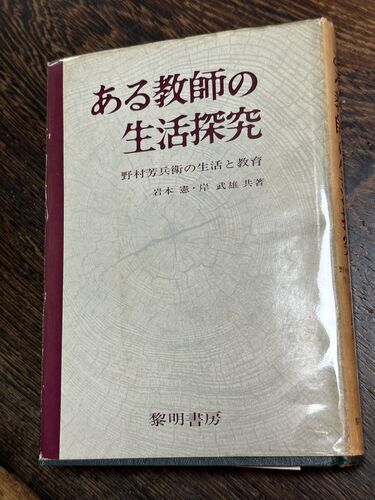 ある教師の
生活探究
野村芳兵衛の生活と教育
岩本 憲・岸 武雄 共著
黎明書房